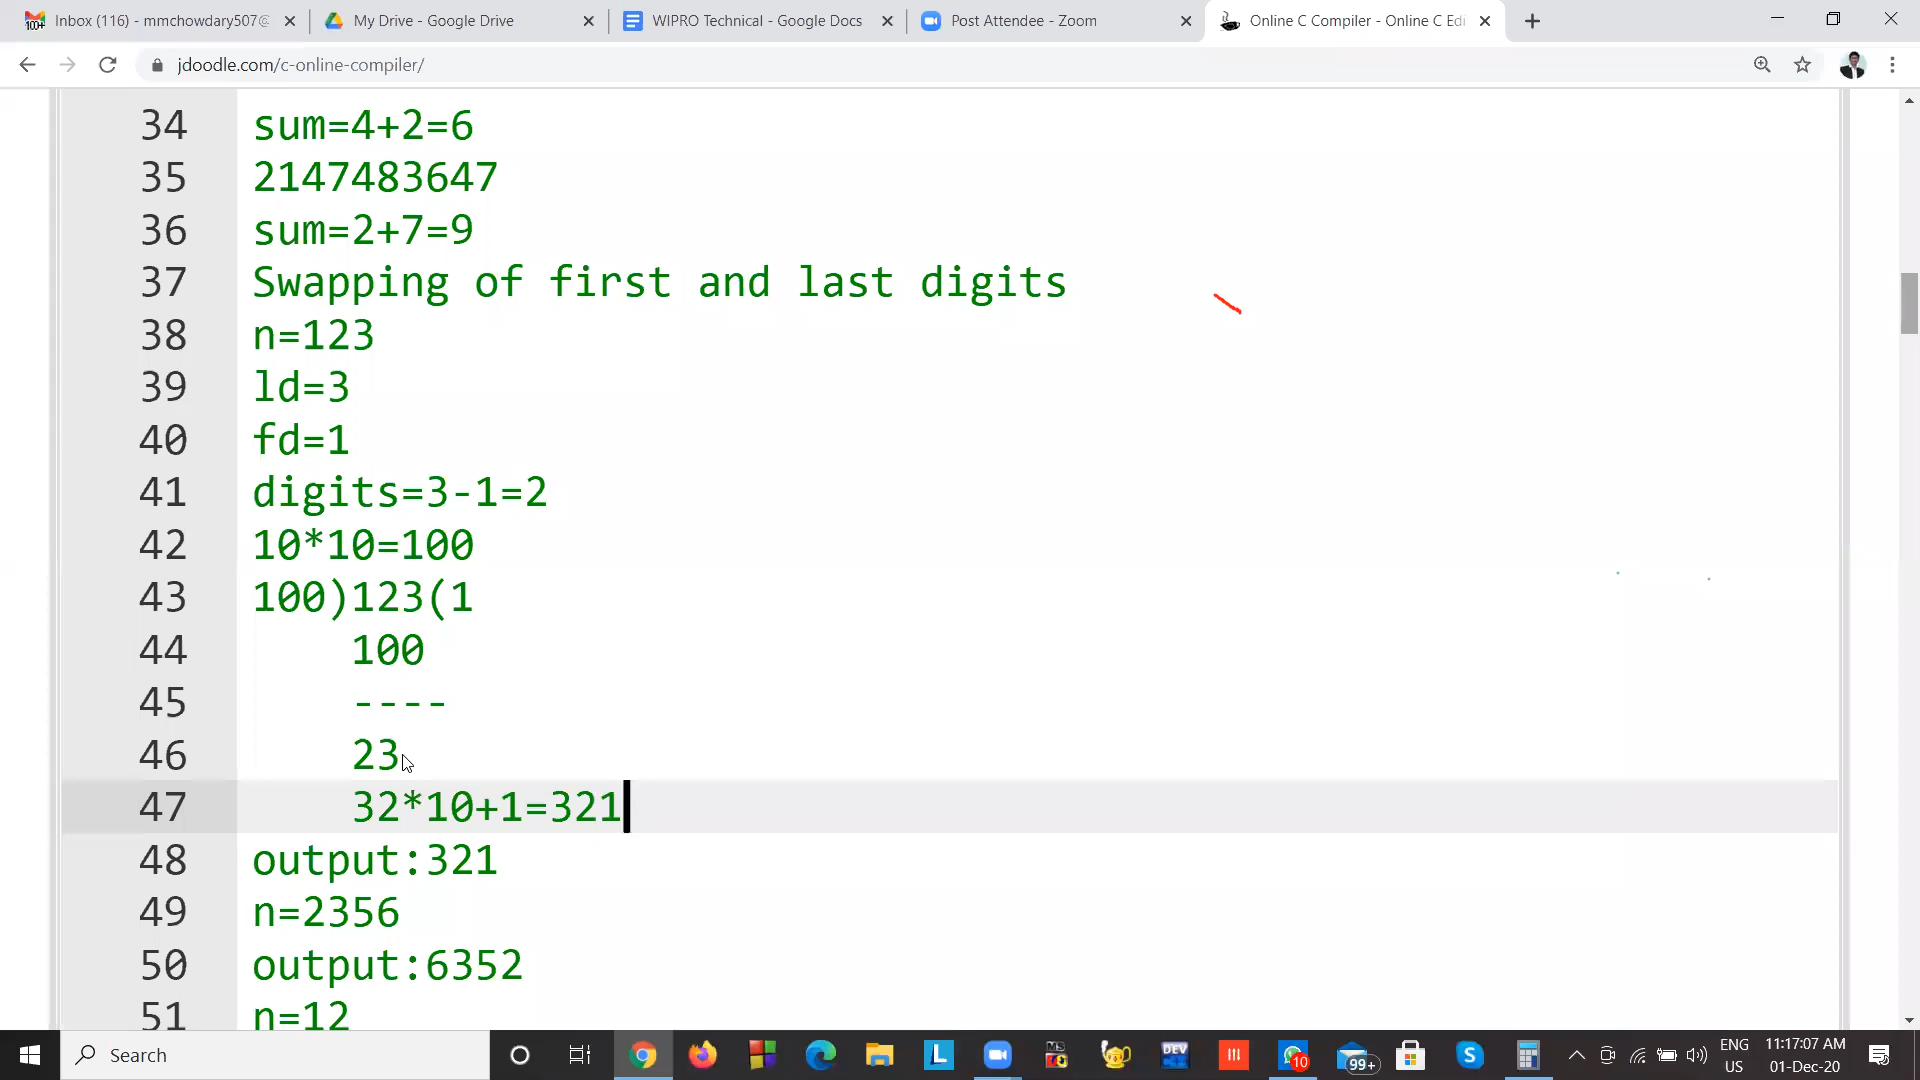 Inbox (116) - mmchowdary507@
My Drive - Google Drive
WIPRO Technical - Google Docs
Post Attendee - Zoom
Online C Compiler - Online C Edi
jdoodle.com/c-online-compiler/
34 sum=4+2=6
35 2147483647
36 sum=2+7=9
37 Swapping of first and last digits
38 n=123
39 ld=3
40 fd=1
41 digits=3-1=2
42 10*10=100
43 100)123(1
44 100
45 ----
46 23
47 32*10+1=321
48 output:321
49 n=2356
50 output:6352
51 n=12
Search
L
DEV
10
99+
S
ENG
US
11:17:07 AM
01-Dec-20